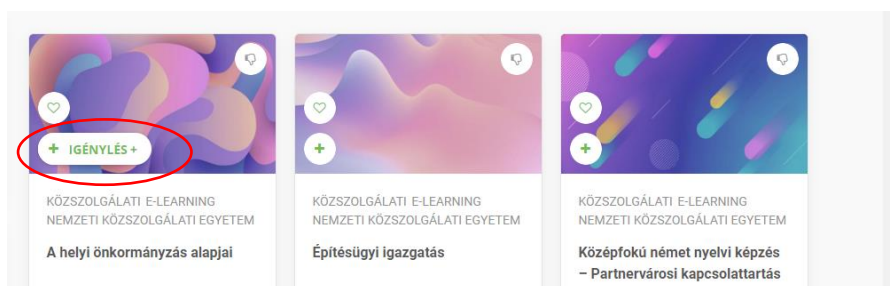 + IGÉNYLÉS +
KÖZSZOLGÁLATI E-LEARNING
NEMZETI KÖZSZOLGÁLATI EGYETEM
A helyi önkormányzás alapjai
+
KÖZSZOLGÁLATI E-LEARNING
NEMZETI KÖZSZOLGÁLATI EGYETEM
Építésügyi igazgatás
+
KÖZSZOLGÁLATI E-LEARNING
NEMZETI KÖZSZOLGÁLATI EGYETEM
Középfokú német nyelvi képzés
– Partnervárosi kapcsolattartás